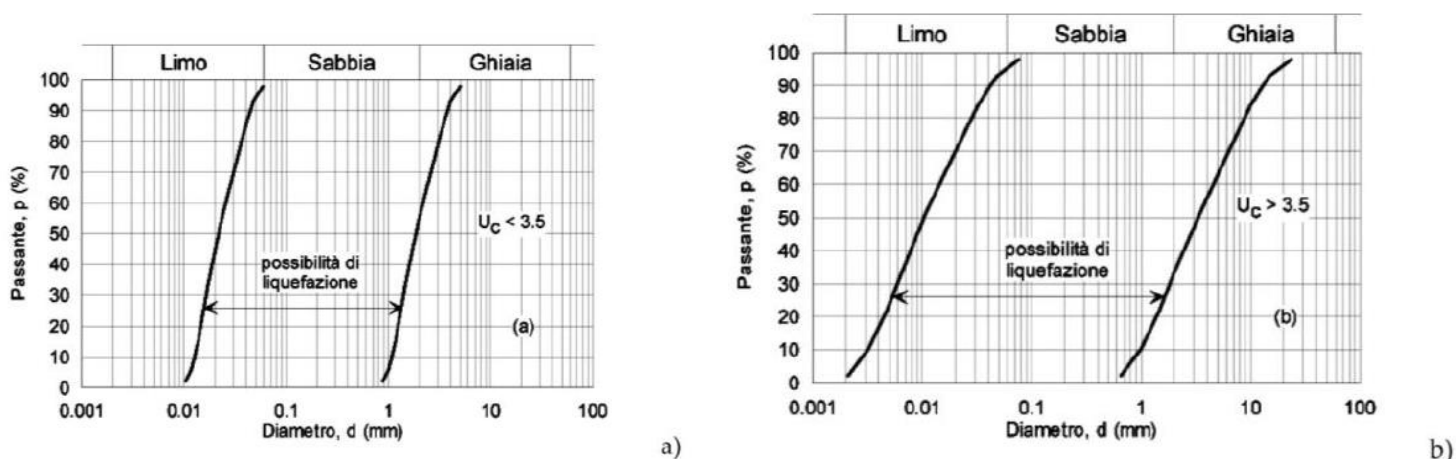 Limo Sabbia Ghiaia
100
90
80
70
60
50
40
30
20
10
0
Passante, p (%)
U_C < 3.5
possibilità di
liquefazione
(a)
0.001 0.01 0.1 1 10 100
Diametro, d (mm)
a)
Limo Sabbia Ghiaia
100
90
80
70
60
50
40
30
20
10
0
Passante, p (%)
U_C > 3.5
possibilità di
liquefazione
(b)
0.001 0.01 0.1 1 10 100
Diametro, d (mm)
b)